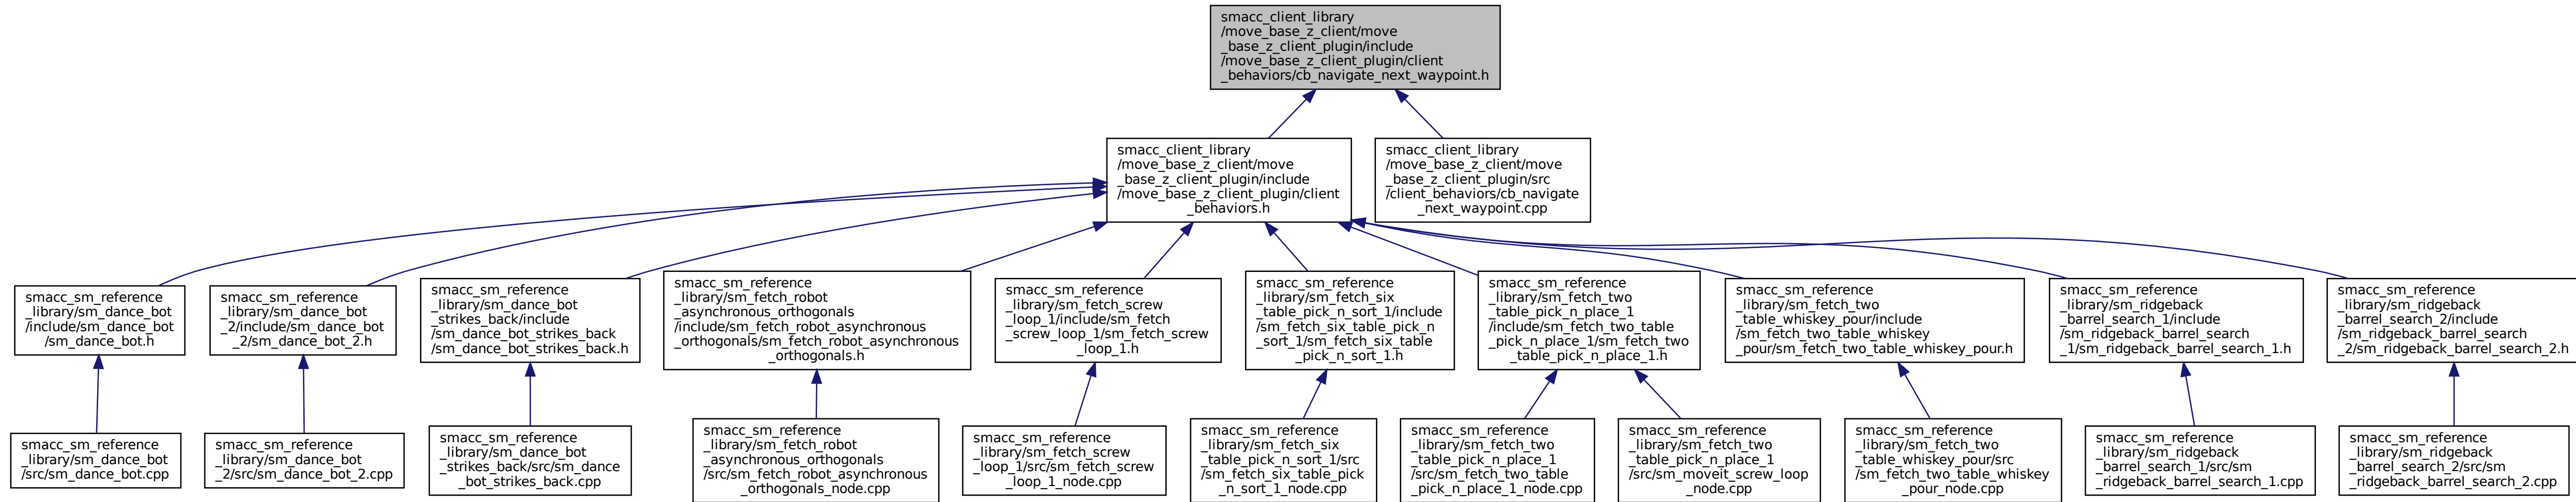 smacc_client_library
/move_base_z_client/move
_base_z_client_plugin/include
/move_base_z_client_plugin/client
_behaviors/cb_navigate_next_waypoint.h
smacc_client_library
/move_base_z_client/move
_base_z_client_plugin/include
/move_base_z_client_plugin/client
_behaviors.h
smacc_client_library
/move_base_z_client/move
_base_z_client_plugin/src
/client_behaviors/cb_navigate
_next_waypoint.cpp
smacc_sm_reference
_library/sm_dance_bot
/include/sm_dance_bot
/sm_dance_bot.h
smacc_sm_reference
_library/sm_dance_bot
_2/include/sm_dance_bot
_2/sm_dance_bot_2.h
smacc_sm_reference
_library/sm_dance_bot
_strikes_back/include
/sm_dance_bot_strikes_back
/sm_dance_bot_strikes_back.h
smacc_sm_reference
_library/sm_fetch_robot
_asynchronous_orthogonals
/include/sm_fetch_robot_asynchronous
_orthogonals/sm_fetch_robot_asynchronous
_orthogonals.h
smacc_sm_reference
_library/sm_fetch_screw
_loop_1/include/sm_fetch
_screw_loop_1/sm_fetch_screw
_loop_1.h
smacc_sm_reference
_library/sm_fetch_six
_table_pick_n_sort_1/include
/sm_fetch_six_table_pick_n
_sort_1/sm_fetch_six_table
_pick_n_sort_1.h
smacc_sm_reference
_library/sm_fetch_two
_table_pick_n_place_1
/include/sm_fetch_two_table
_pick_n_place_1/sm_fetch_two
_table_pick_n_place_1.h
smacc_sm_reference
_library/sm_fetch_two
_table_whiskey_pour/include
/sm_fetch_two_table_whiskey
_pour/sm_fetch_two_table_whiskey_pour.h
smacc_sm_reference
_library/sm_ridgeback
_barrel_search_1/include
/sm_ridgeback_barrel_search
_1/sm_ridgeback_barrel_search_1.h
smacc_sm_reference
_library/sm_ridgeback
_barrel_search_2/include
/sm_ridgeback_barrel_search
_2/sm_ridgeback_barrel_search_2.h
smacc_sm_reference
_library/sm_dance_bot
/src/sm_dance_bot.cpp
smacc_sm_reference
_library/sm_dance_bot
_2/src/sm_dance_bot_2.cpp
smacc_sm_reference
_library/sm_dance_bot
_strikes_back/src/sm_dance
_bot_strikes_back.cpp
smacc_sm_reference
_library/sm_fetch_robot
_asynchronous_orthogonals
/src/sm_fetch_robot_asynchronous
_orthogonals_node.cpp
smacc_sm_reference
_library/sm_fetch_screw
_loop_1/src/sm_fetch_screw
_loop_1_node.cpp
smacc_sm_reference
_library/sm_fetch_six
_table_pick_n_sort_1/src
/sm_fetch_six_table_pick
_n_sort_1_node.cpp
smacc_sm_reference
_library/sm_fetch_two
_table_pick_n_place_1
/src/sm_fetch_two_table
_pick_n_place_1_node.cpp
smacc_sm_reference
_library/sm_fetch_two
_table_pick_n_place_1
/src/sm_moveit_screw_loop
_node.cpp
smacc_sm_reference
_library/sm_fetch_two
_table_whiskey_pour/src
/sm_fetch_two_table_whiskey
_pour_node.cpp
smacc_sm_reference
_library/sm_ridgeback
_barrel_search_1/src/sm
_ridgeback_barrel_search_1.cpp
smacc_sm_reference
_library/sm_ridgeback
_barrel_search_2/src/sm
_ridgeback_barrel_search_2.cpp